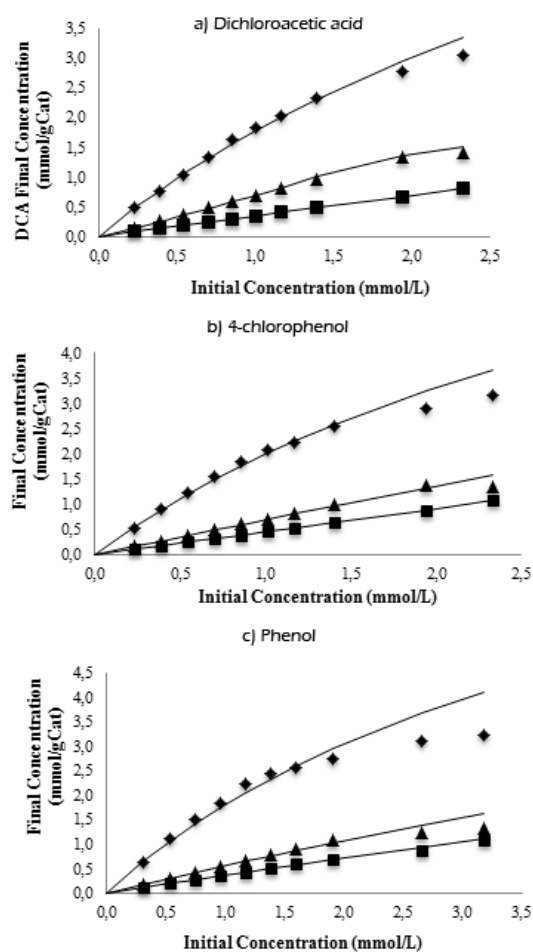 a) Dichloroacetic acid
3,5
3,0
2,5
2,0
1,5
1,0
0,5
0,0
DCA Final Concentration
(mmol/gCat)
0,0 0,5 1,0 1,5 2,0 2,5
Initial Concentration (mmol/L)
b) 4-chlorophenol
4,0
3,5
3,0
2,5
2,0
1,5
1,0
0,5
0,0
Final Concentration
(mmol/gCat)
0,0 0,5 1,0 1,5 2,0 2,5
Initial Concentration (mmol/L)
c) Phenol
4,5
4,0
3,5
3,0
2,5
2,0
1,5
1,0
0,5
0,0
Final Concentration
(mmol/gCat)
0,0 0,5 1,0 1,5 2,0 2,5 3,0 3,5
Initial Concentration (mmol/L)